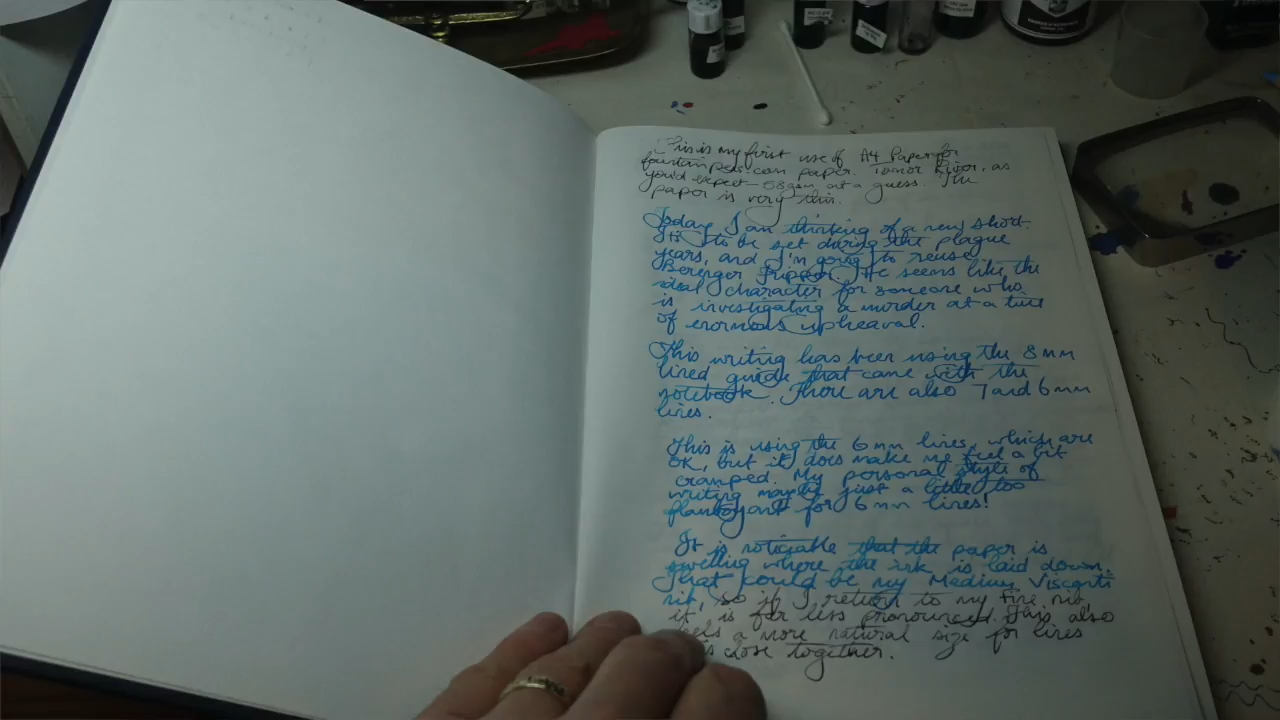 This is my first use of A4 Paper for
fountain pens.com paper. Tomoe River, as
you'd expect - 68gsm at a guess. The
paper is very thin.
Today I am thinking of a new short.
It's to be set during the plague
years, and I'm going to reuse
Berenger Fripper. He seems like the
ideal character for someone who
is investigating a murder at a time
of enormous upheaval.
This writing has been using the 8mm
lined guide that came with the
notebook. There are also 7 and 6mm
lines.
This is using the 6mm lines, which are
OK, but it does make me feel a bit
cramped. My personal style of
writing maybe just a little too
flamboyant for 6mm lines!
It is noticiable that the paper is
swelling where the ink is laid down.
That could be my Medium Visconti
nib, so if I return to my fine nib
it is far less pronounced. This also
feels a more natural size for lines
close together.